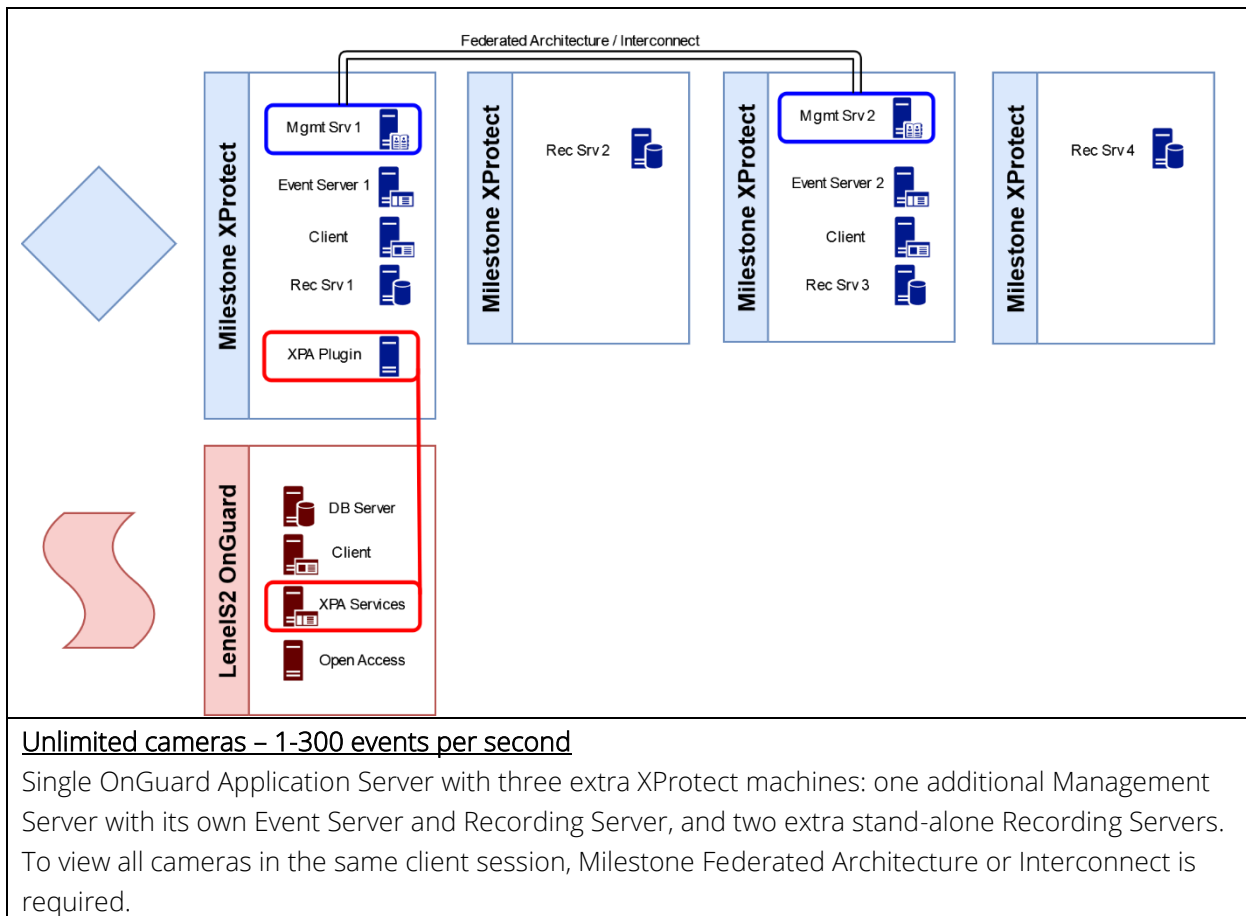 Federated Architecture / Interconnect
Milestone XProtect
Mgmt Srv 1
Event Server 1
Client
Rec Srv 1
XPA Plugin
Milestone XProtect
Rec Srv 2
Milestone XProtect
Mgmt Srv 2
Event Server 2
Client
Rec Srv 3
Milestone XProtect
Rec Srv 4
LenelS2 OnGuard
DB Server
Client
XPA Services
Open Access
Unlimited cameras – 1-300 events per second
Single OnGuard Application Server with three extra XProtect machines: one additional Management
Server with its own Event Server and Recording Server, and two extra stand-alone Recording Servers.
To view all cameras in the same client session, Milestone Federated Architecture or Interconnect is
required.